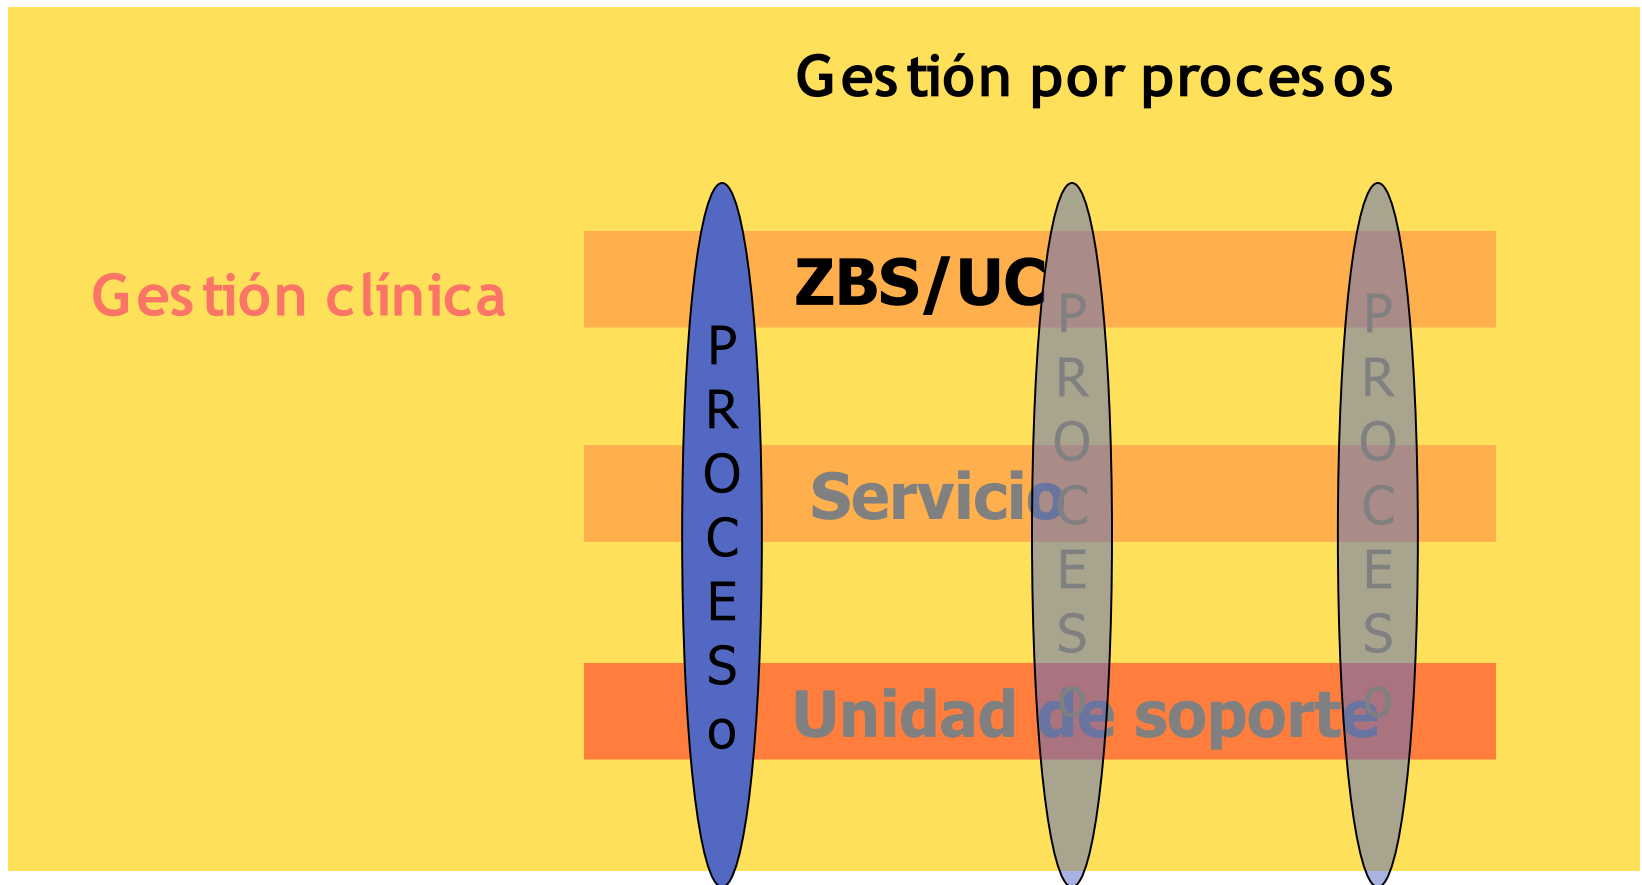 Gestión por procesos
Gestión clínica
ZBS/UC
Servicio
Unidad de soporte
P
R
O
C
E
S
o
P
R
O
C
E
S
o
P
R
O
C
E
S
o